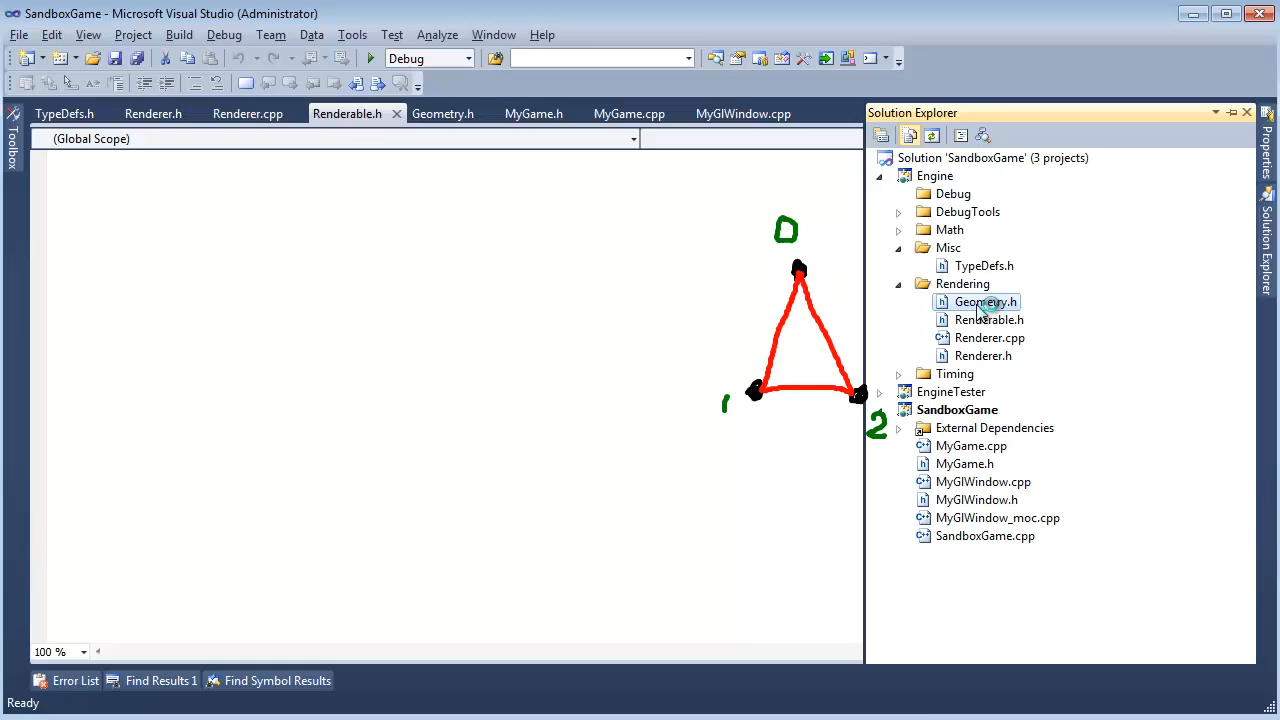 SandboxGame - Microsoft Visual Studio (Administrator)
File Edit View Project Build Debug Team Data Tools Test Analyze Window Help
Debug
TypeDefs.h Renderer.h Renderer.cpp Renderable.h Geometry.h MyGame.h MyGame.cpp MyGlWindow.cpp
(Global Scope)
Toolbox
0
1
2
100 %
Solution Explorer
Solution 'SandboxGame' (3 projects)
Engine
Debug
DebugTools
Math
Misc
TypeDefs.h
Rendering
Geometry.h
Renderable.h
Renderer.cpp
Renderer.h
Timing
EngineTester
SandboxGame
External Dependencies
MyGame.cpp
MyGame.h
MyGlWindow.cpp
MyGlWindow.h
MyGlWindow_moc.cpp
SandboxGame.cpp
Properties
Solution Explorer
Error List Find Results 1 Find Symbol Results
Ready